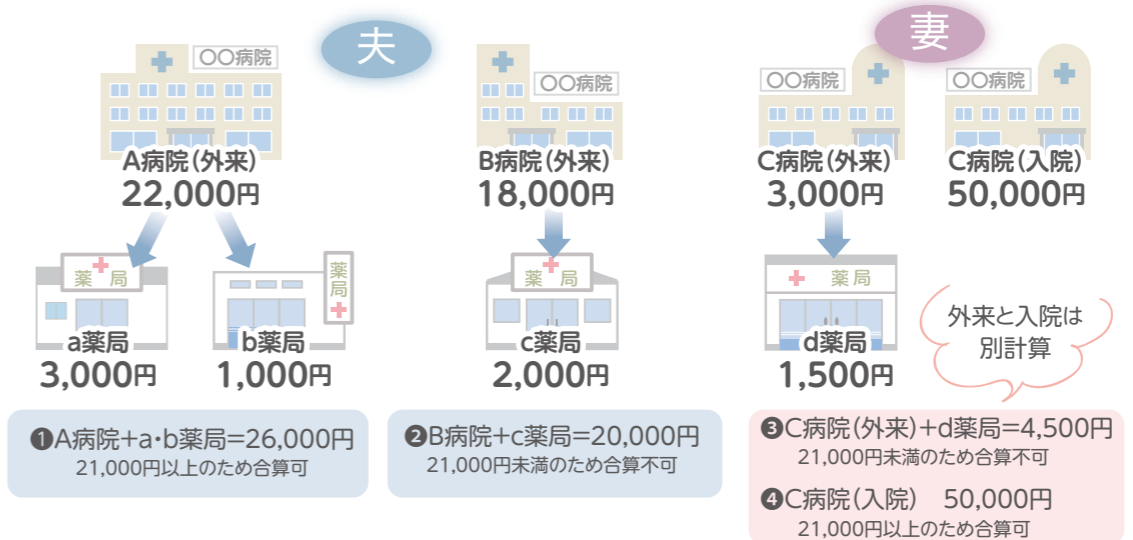 夫
妻
〇〇病院
A病院(外来)
22,000円
〇〇病院
B病院(外来)
18,000円
〇〇病院
C病院(外来)
3,000円
〇〇病院
C病院(入院)
50,000円
薬局
a薬局
3,000円
薬局
b薬局
1,000円
薬局
c薬局
2,000円
薬局
d薬局
1,500円
外来と入院は
別計算
❶A病院+a・b薬局=26,000円
21,000円以上のため合算可
❷B病院+c薬局=20,000円
21,000円未満のため合算不可
❸C病院(外来)+d薬局=4,500円
21,000円未満のため合算不可
❹C病院(入院) 50,000円
21,000円以上のため合算可